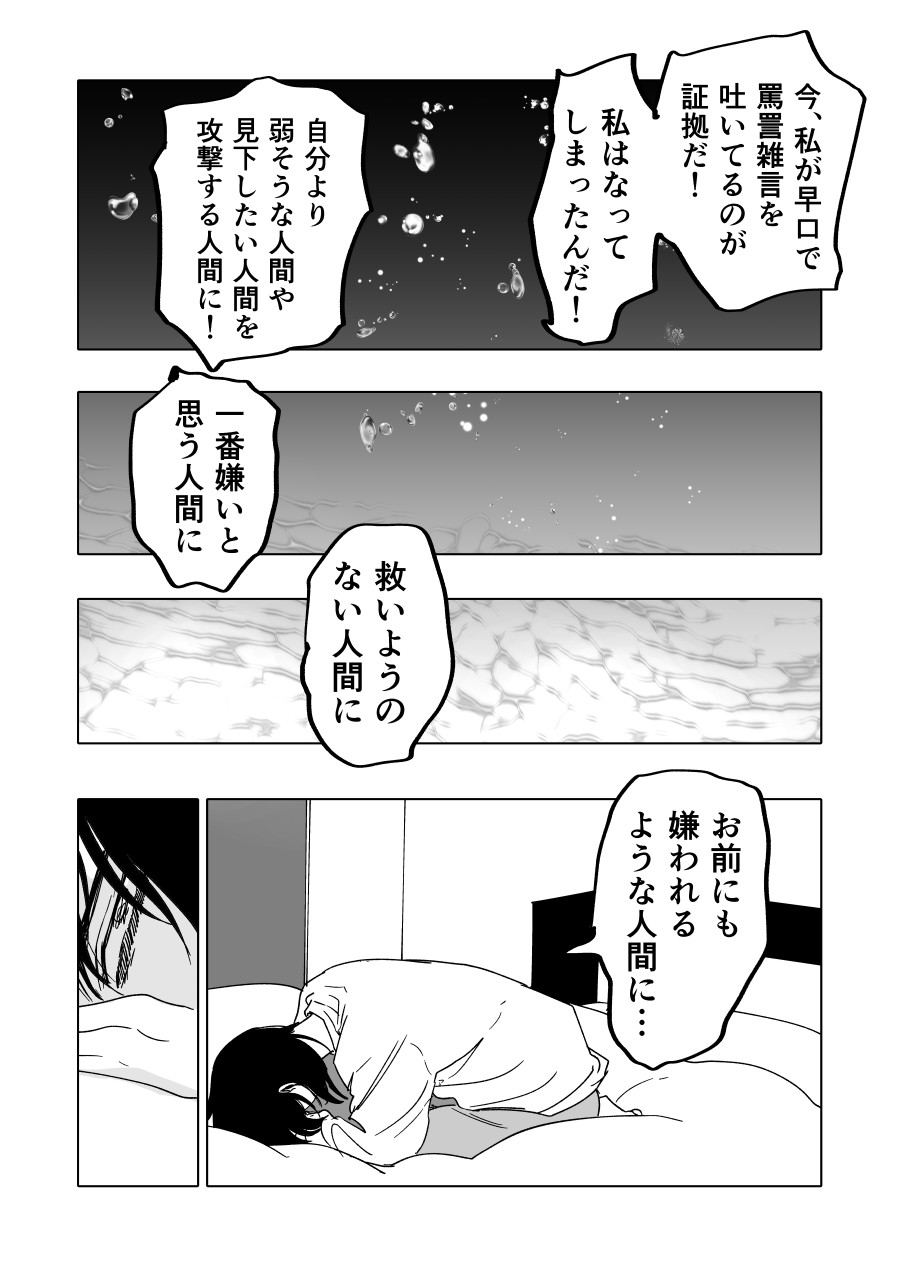 今、私が早口で
罵詈雑言を
吐いてるのが
証拠だ！
私はなって
しまったんだ！
自分より
弱そうな人間や
見下したい人間を
攻撃する人間に！
一番嫌いと
思う人間に
救いようの
ない人間に
お前にも
嫌われる
ような人間に…